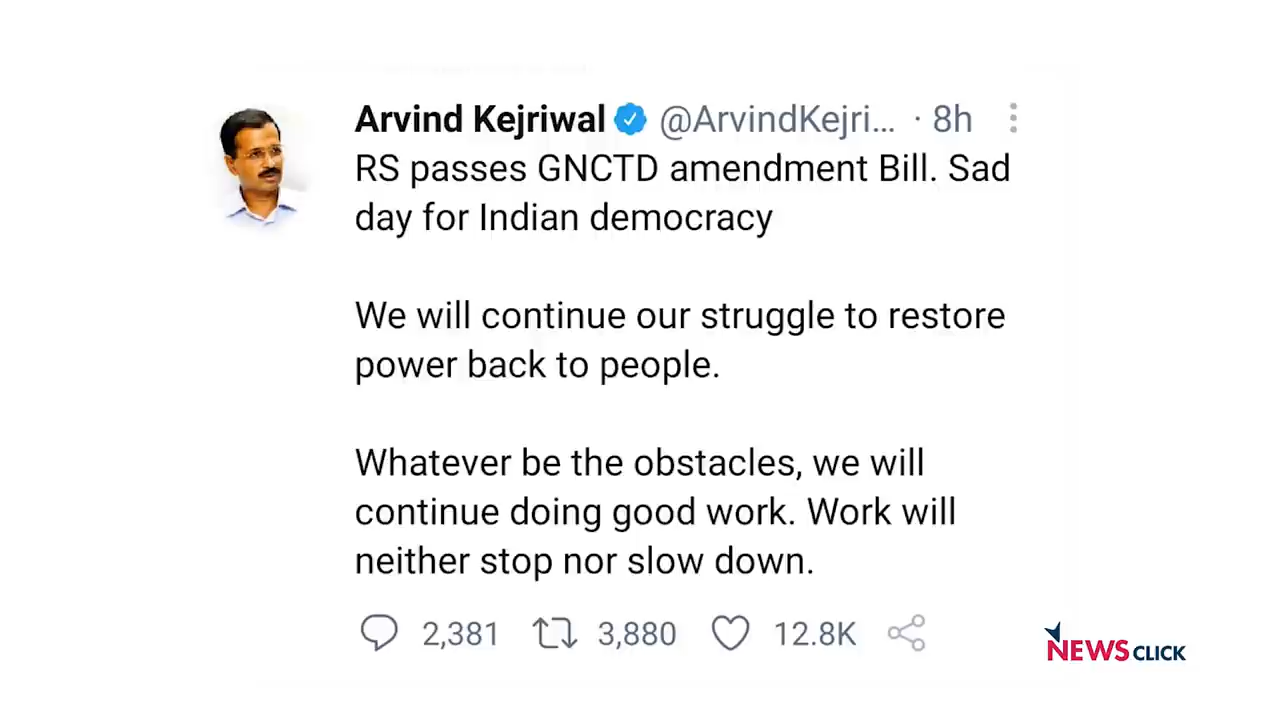 Arvind Kejriwal @ArvindKejri... · 8h
RS passes GNCTD amendment Bill. Sad
day for Indian democracy
We will continue our struggle to restore
power back to people.
Whatever be the obstacles, we will
continue doing good work. Work will
neither stop nor slow down.
2,381 3,880 12.8K
NEWS CLICK